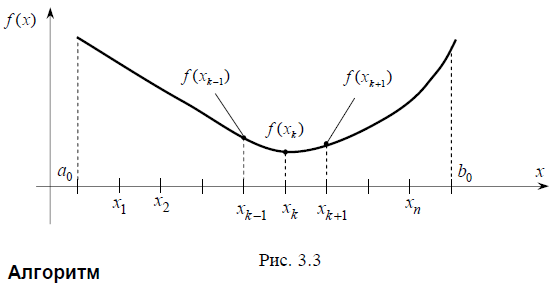 f(x)
f(x_{k-1})
f(x_k)
f(x_{k+1})
a_0
b_0
x
x_1
x_2
x_{k-1}
x_k
x_{k+1}
x_n
Рис. 3.3
Алгоритм